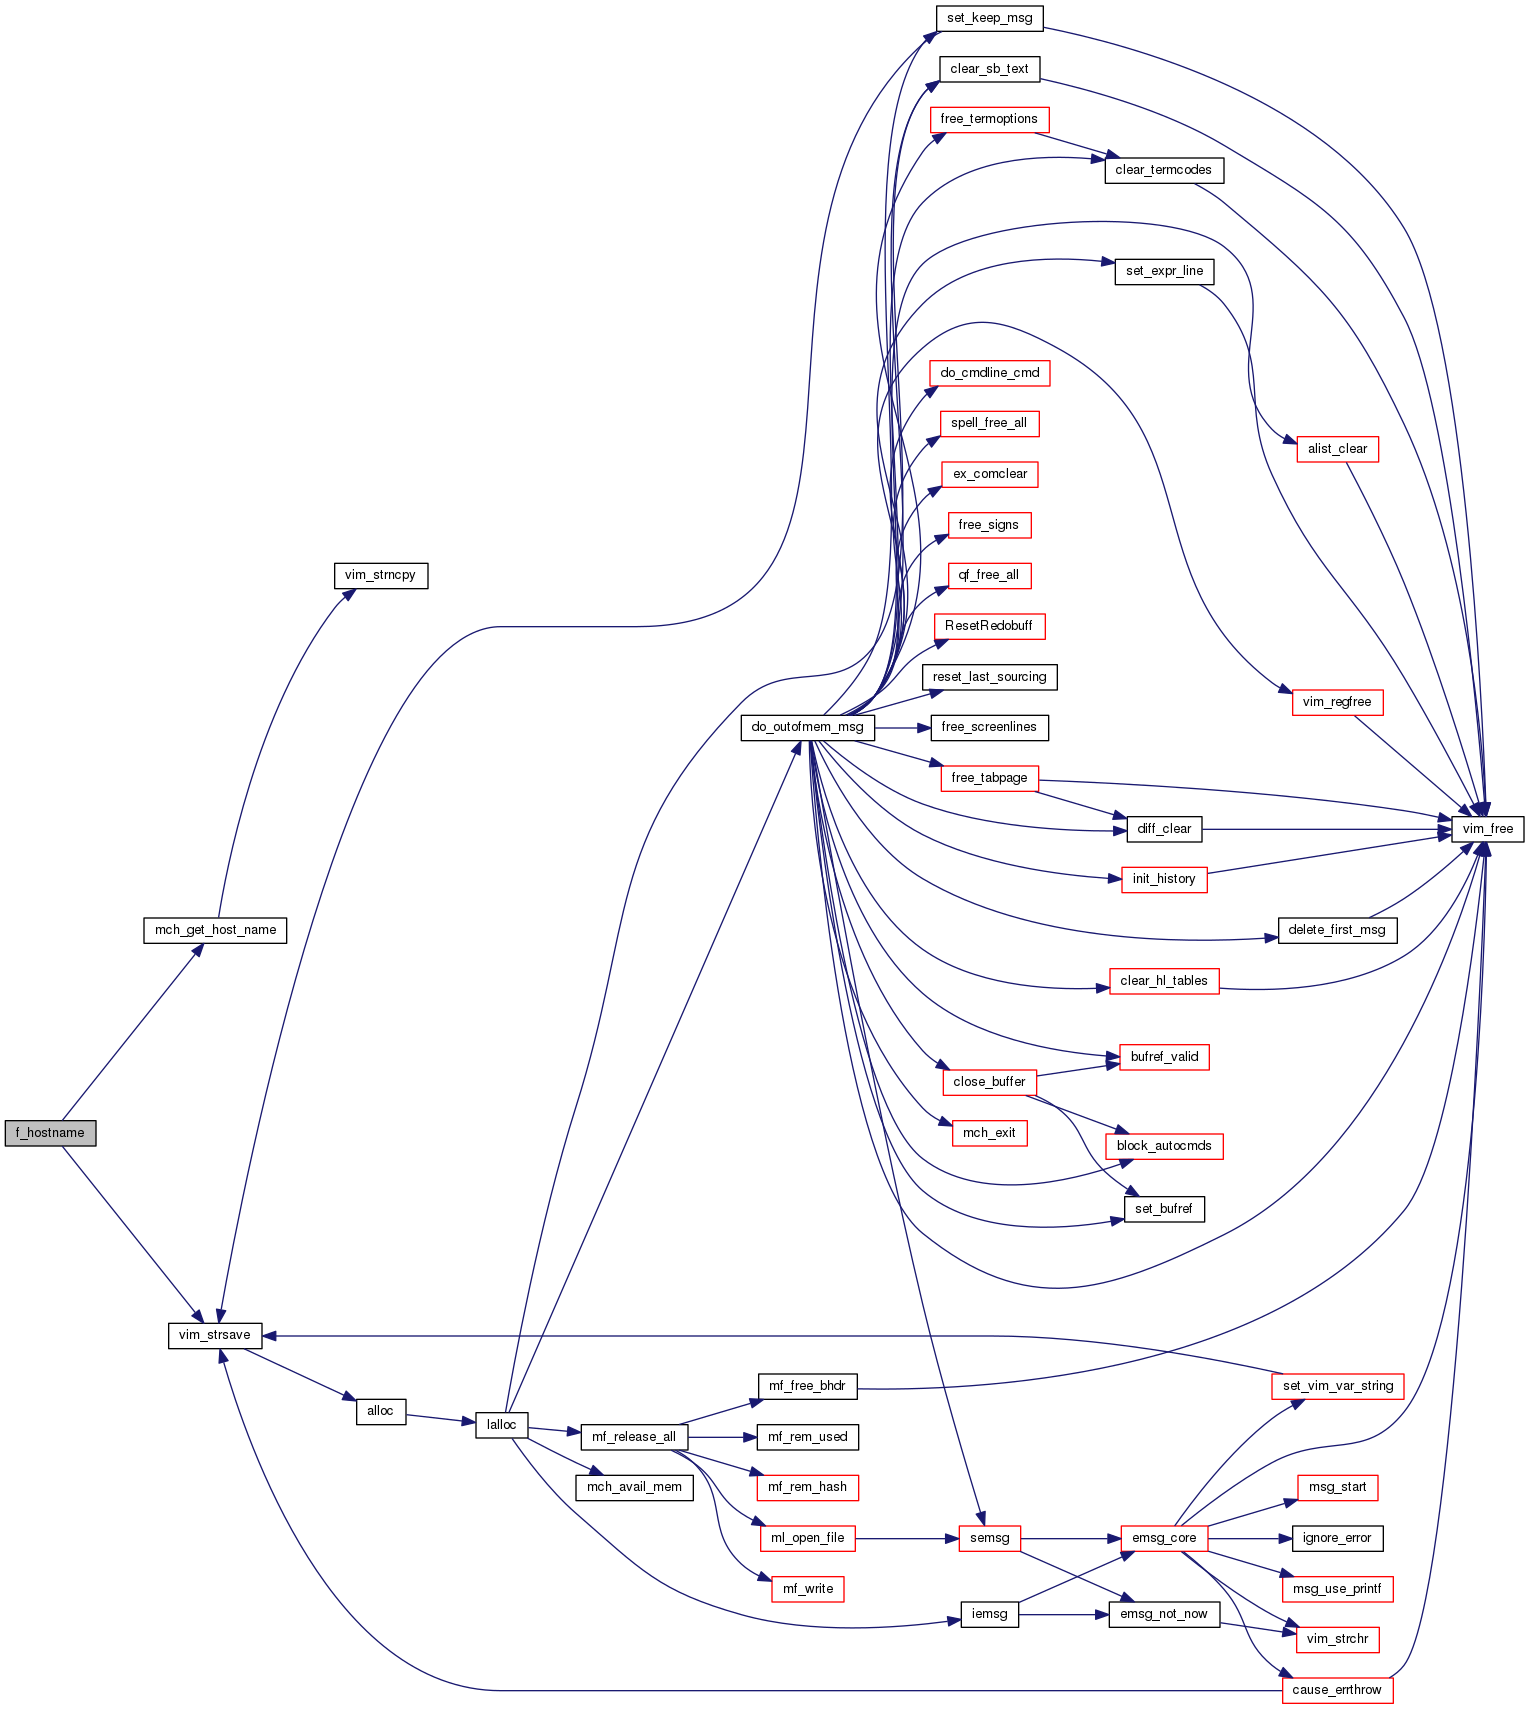 set_keep_msg
clear_sb_text
free_termoptions
clear_termcodes
set_expr_line
do_cmdline_cmd
spell_free_all
alist_clear
ex_comclear
free_signs
vim_strncpy
qf_free_all
ResetRedobuff
reset_last_sourcing
vim_regfree
do_outofmem_msg
free_screenlines
free_tabpage
diff_clear
vim_free
init_history
mch_get_host_name
delete_first_msg
clear_hl_tables
bufref_valid
close_buffer
f_hostname
mch_exit
block_autocmds
set_bufref
vim_strsave
mf_free_bhdr
set_vim_var_string
alloc
lalloc
mf_release_all
mf_rem_used
mch_avail_mem
mf_rem_hash
msg_start
ml_open_file
semsg
emsg_core
ignore_error
mf_write
msg_use_printf
iemsg
emsg_not_now
vim_strchr
cause_errthrow